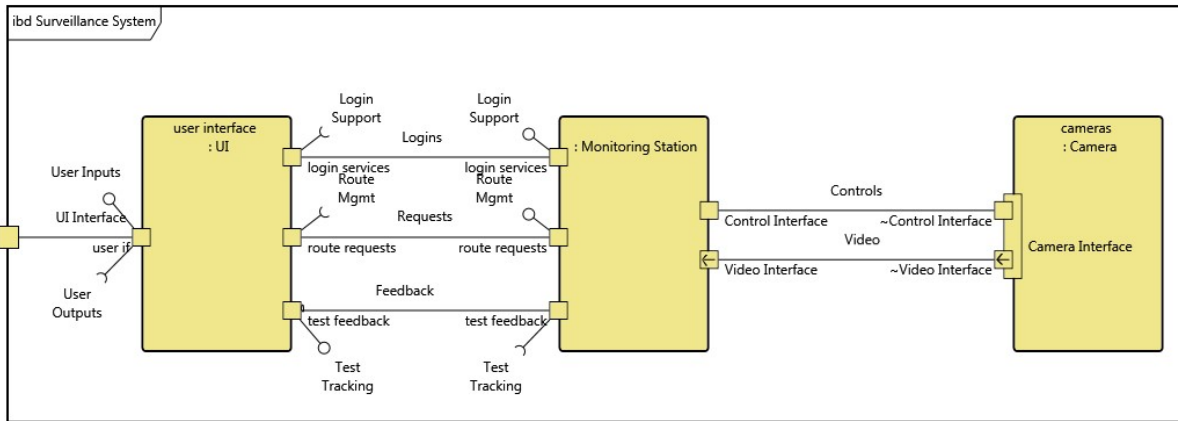 ibd Surveillance System
user interface
: UI
User Inputs
UI Interface
user if
User
Outputs
Login
Support
Logins
Login
Support
login services
login services
Route
Mgmt
Requests
Route
Mgmt
route requests
route requests
Feedback
test feedback
test feedback
Test
Tracking
Test
Tracking
: Monitoring Station
Controls
Control Interface
~Control Interface
Video
Video Interface
~Video Interface
cameras
: Camera
Camera Interface